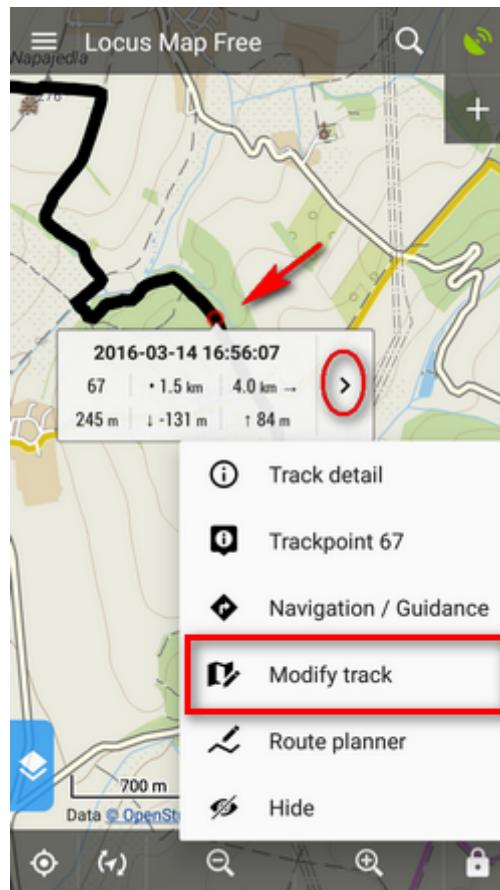 Locus Map Free
Napajedla
276
2016-03-14 16:56:07
67 • 1.5 km 4.0 km →
245 m ↓ -131 m ↑ 84 m
Track detail
Trackpoint 67
Navigation / Guidance
Modify track
Route planner
700 m
Hide
Data © OpenSt